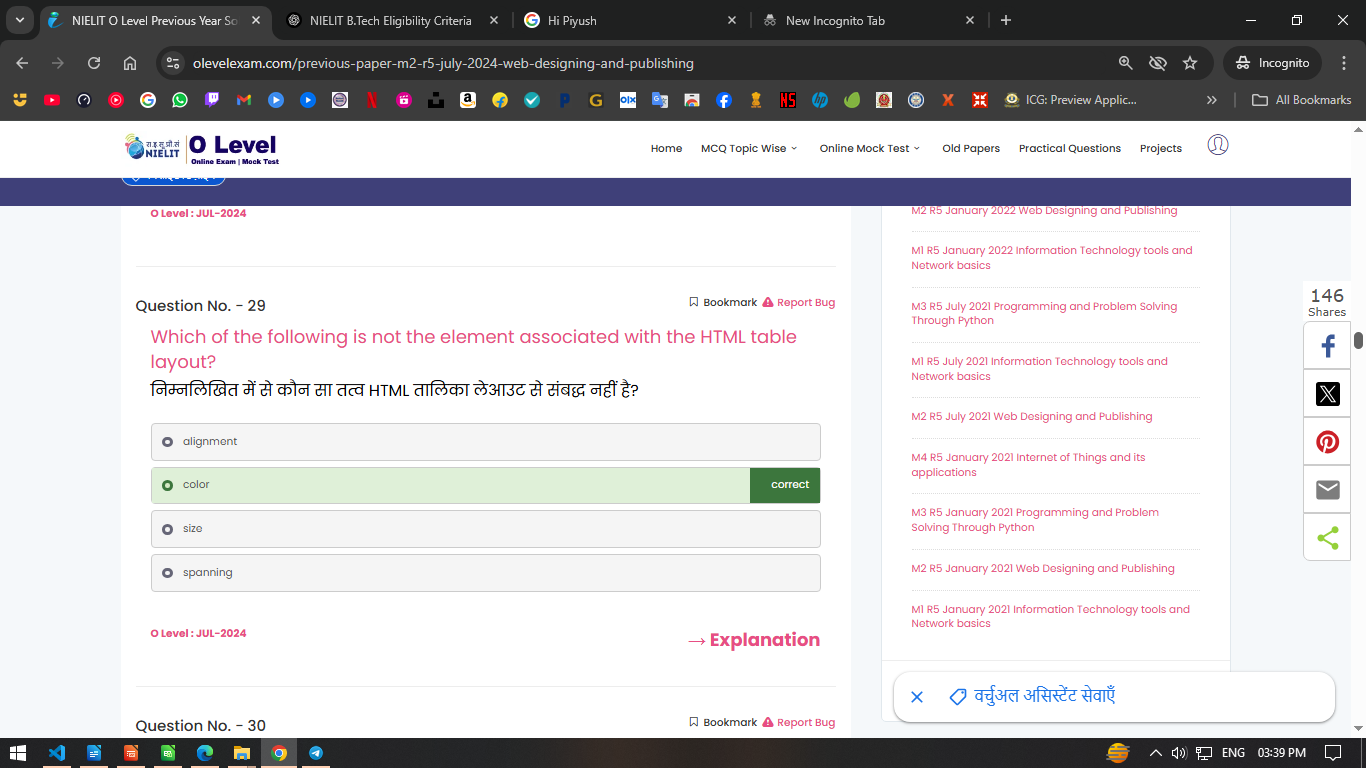 NIELIT O Level Previous Year So
NIELIT B.Tech Eligibility Criteria
Hi Piyush
New Incognito Tab
olevelexam.com/previous-paper-m2-r5-july-2024-web-designing-and-publishing
Incognito
ICG: Preview Applic...
All Bookmarks
रा.इ.सू.प्रौ.सं
NIELIT
O Level
Online Exam | Mock Test
Home
MCQ Topic Wise
Online Mock Test
Old Papers
Practical Questions
Projects
O Level : JUL-2024
Question No. - 29
Bookmark
Report Bug
Which of the following is not the element associated with the HTML table
layout?
निम्नलिखित में से कौन सा तत्व HTML तालिका लेआउट से संबद्ध नहीं है?
alignment
color
correct
size
spanning
O Level : JUL-2024
→ Explanation
Question No. - 30
Bookmark
Report Bug
M2 R5 January 2022 Web Designing and Publishing
M1 R5 January 2022 Information Technology tools and
Network basics
M3 R5 July 2021 Programming and Problem Solving
Through Python
M1 R5 July 2021 Information Technology tools and
Network basics
M2 R5 July 2021 Web Designing and Publishing
M4 R5 January 2021 Internet of Things and its
applications
M3 R5 January 2021 Programming and Problem
Solving Through Python
M2 R5 January 2021 Web Designing and Publishing
M1 R5 January 2021 Information Technology tools and
Network basics
146
Shares
वर्चुअल असिस्टेंट सेवाएँ
ENG
03:39 PM